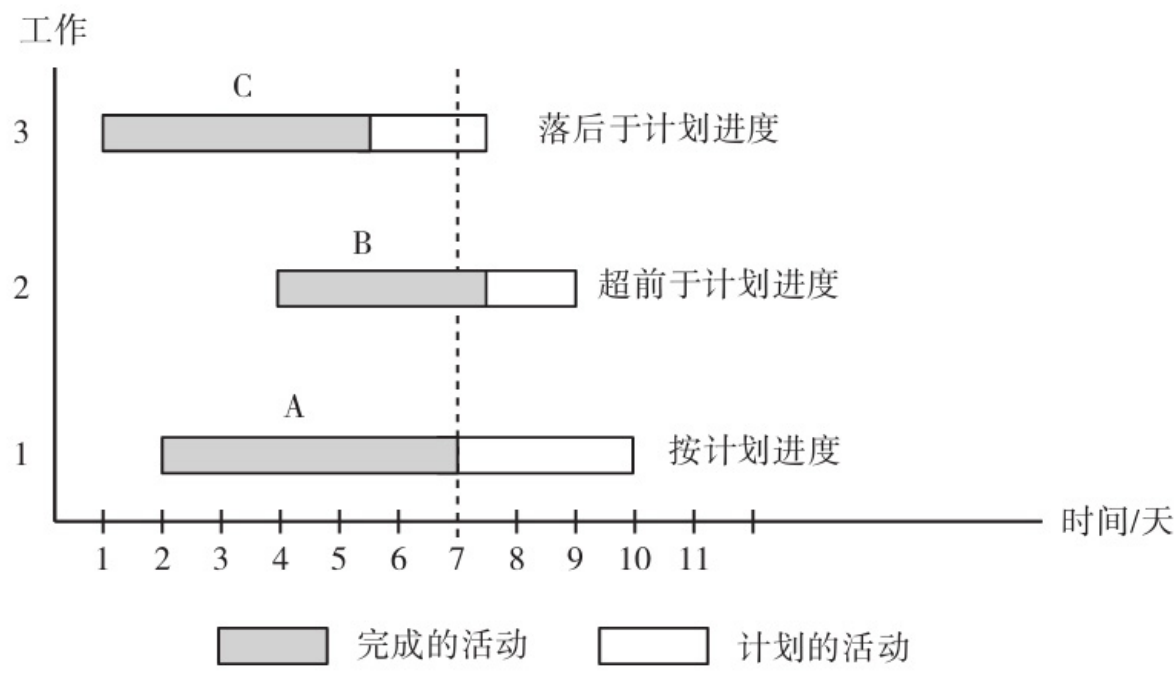 工作
C
3 落后于计划进度
B
2 超前于计划进度
A
1 按计划进度
时间/天
1 2 3 4 5 6 7 8 9 10 11
完成的活动 计划的活动